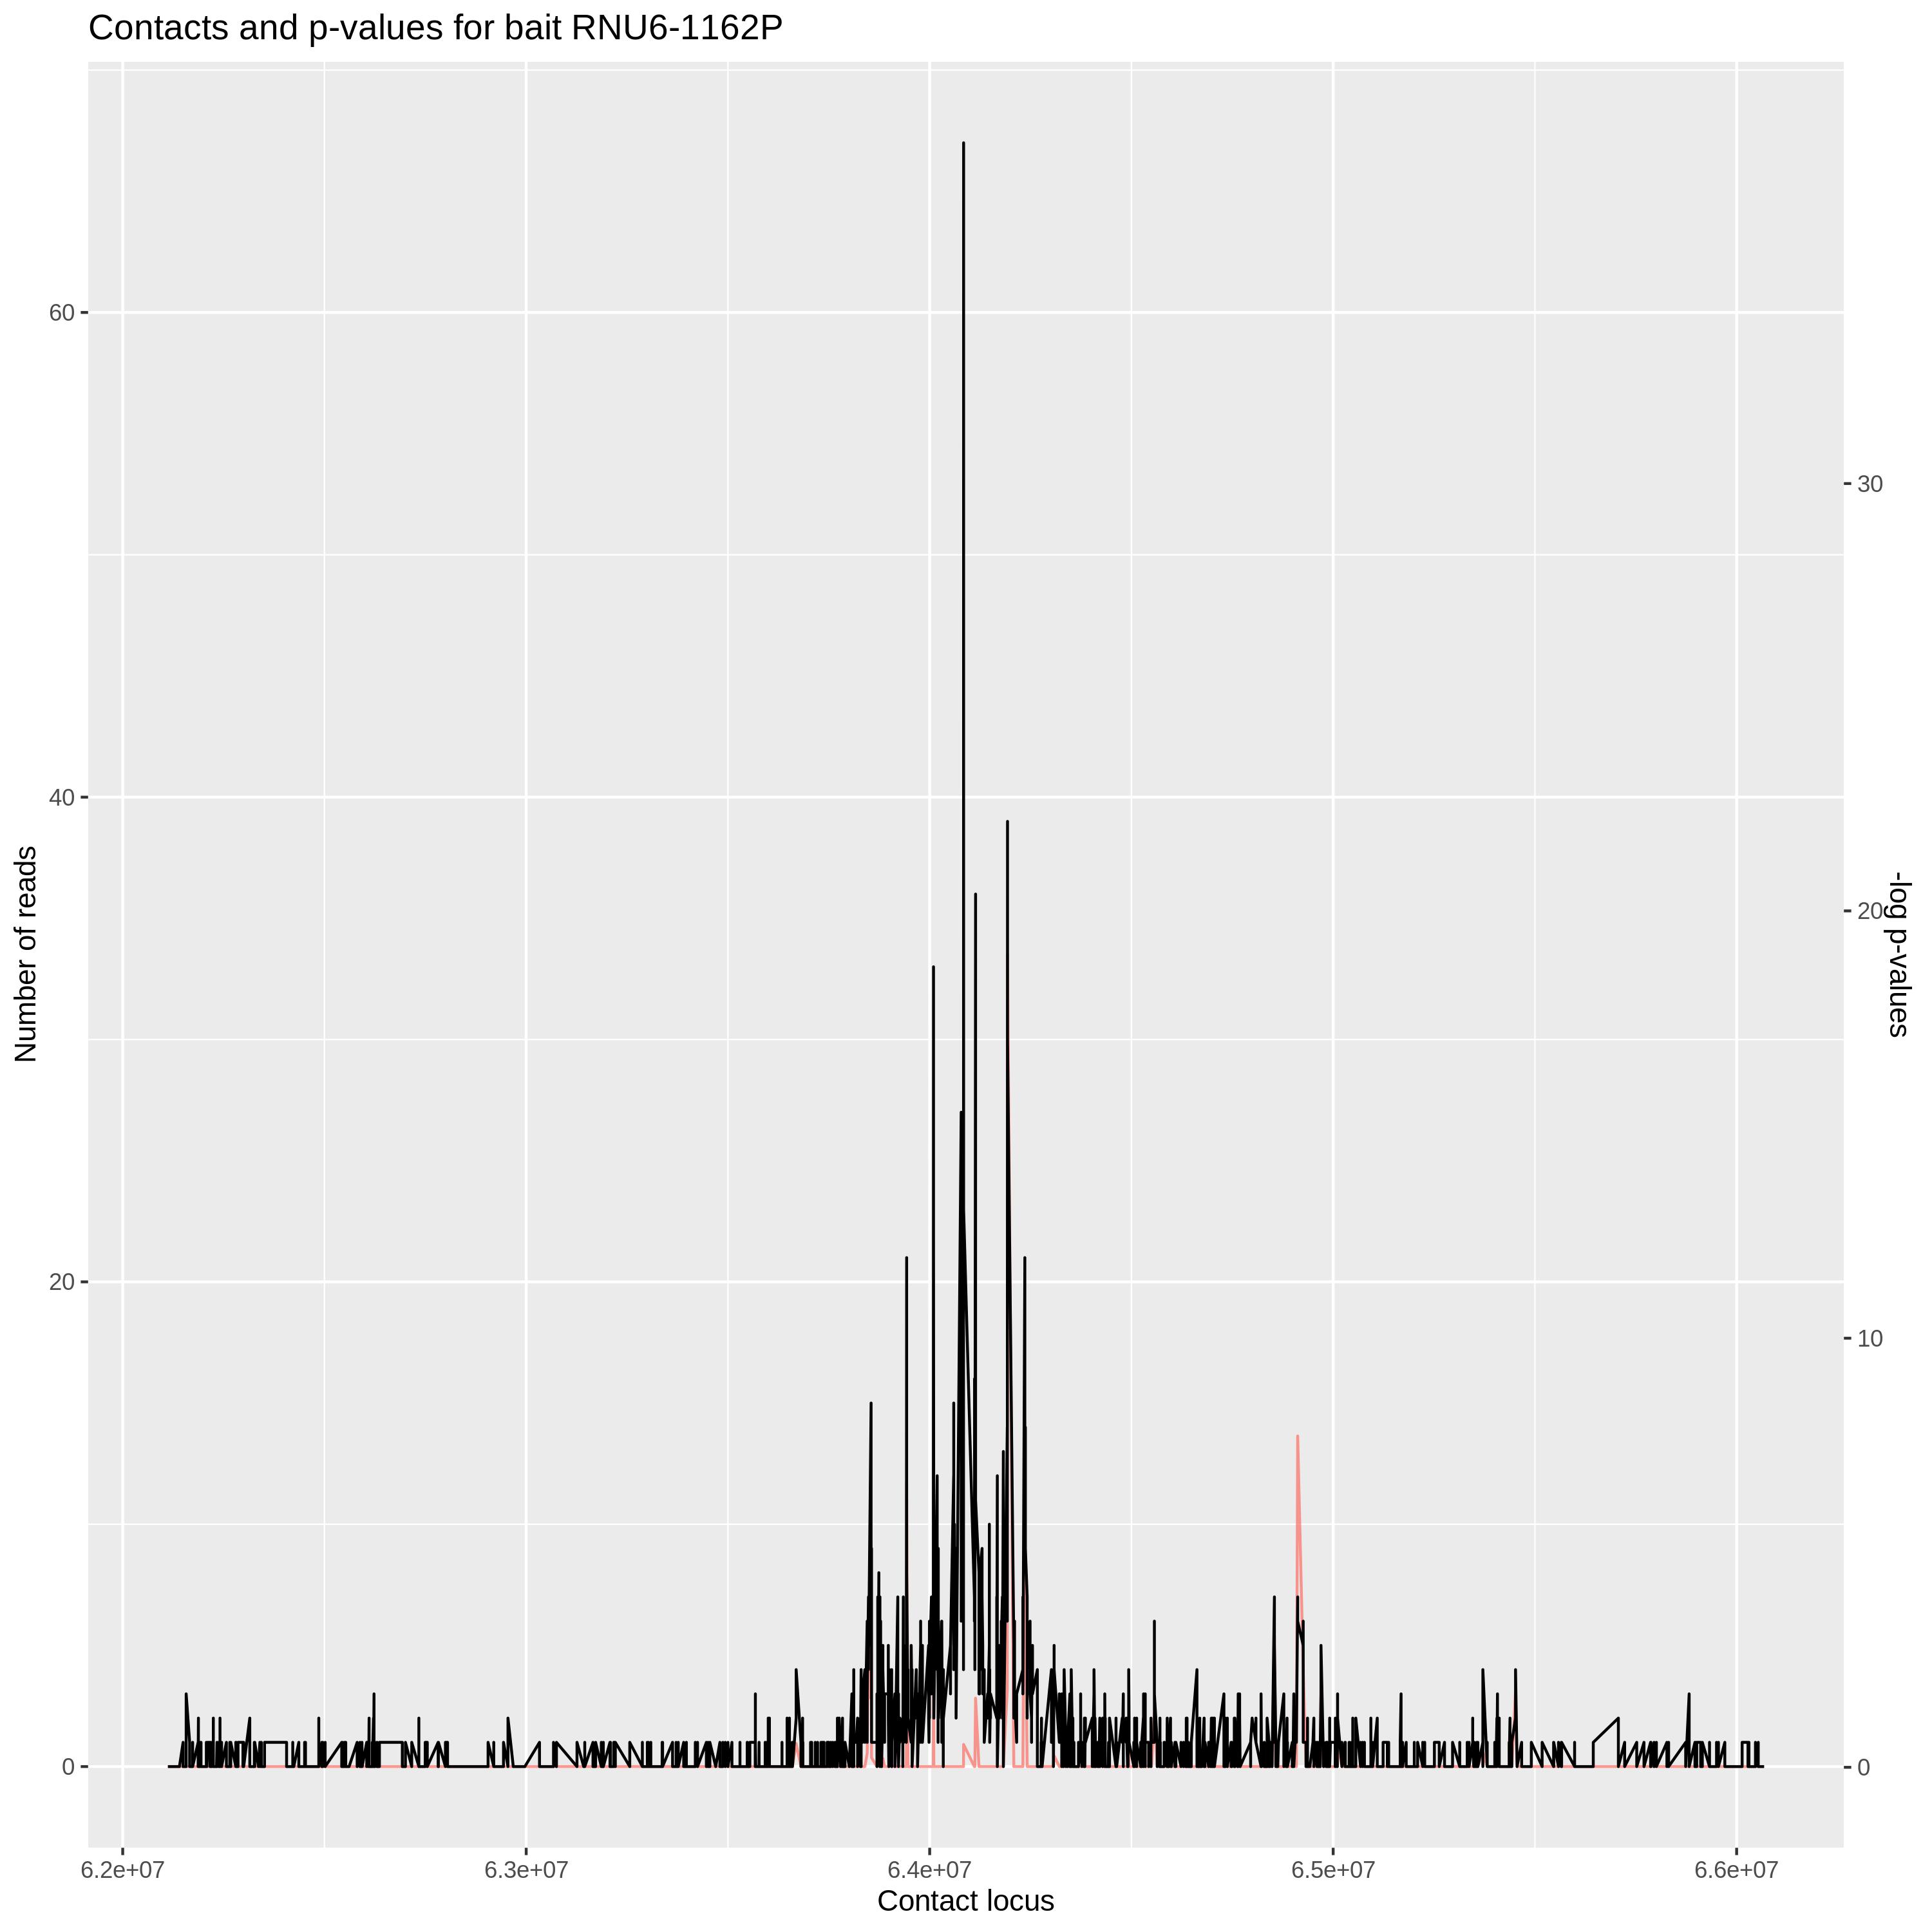 Contacts and p-values for bait RNU6-1162P
Number of reads
60
40
20
0
30
20
10
0
-log p-values
6.2e+07
6.3e+07
6.4e+07
6.5e+07
6.6e+07
Contact locus